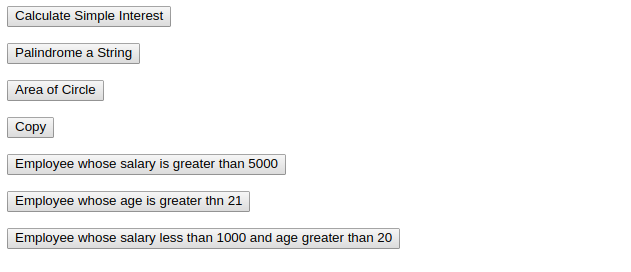 Calculate Simple Interest
Palindrome a String
Area of Circle
Copy
Employee whose salary is greater than 5000
Employee whose age is greater thn 21
Employee whose salary less than 1000 and age greater than 20